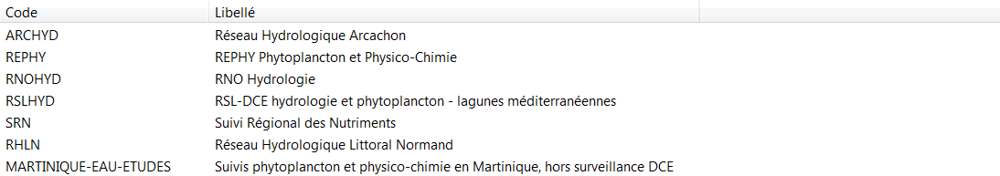 Code Libellé
ARCHYD Réseau Hydrologique Arcachon
REPHY REPHY Phytoplancton et Physico-Chimie
RNOHYD RNO Hydrologie
RSLHYD RSL-DCE hydrologie et phytoplancton - lagunes méditerranéennes
SRN Suivi Régional des Nutriments
RHLN Réseau Hydrologique Littoral Normand
MARTINIQUE-EAU-ETUDES Suivis phytoplancton et physico-chimie en Martinique, hors surveillance DCE